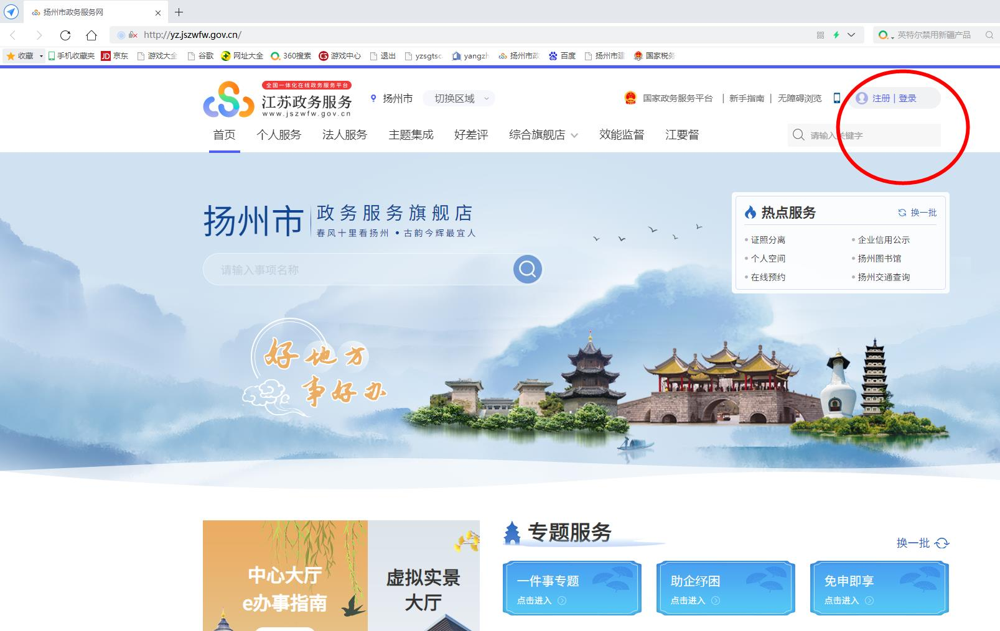 扬州市政务服务网
http://yz.jszwfw.gov.cn/
英特尔禁用新疆产品
收藏 手机收藏夹 京东 游戏大全 谷歌 网址大全 360搜索 游戏中心 退出 yzsgtsc 扬州市政 百度 扬州市建 国家税务
全国一体化在线政务服务平台
江苏政务服务
www.jszwfw.gov.cn
扬州市 切换区域
国家政务服务平台 | 新手指南 | 无障碍浏览 注册 | 登录
首页 个人服务 法人服务 主题集成 好差评 综合旗舰店 效能监督 江要督
请输入关键字
扬州市
政务服务旗舰店
春风十里看扬州 • 古韵今辉最宜人
请输入事项名称
热点服务 换一批
证照分离 企业信用公示
个人空间 扬州图书馆
在线预约 扬州交通查询
好地方
事好办
中心大厅
e办事指南
虚拟实景
大厅
专题服务
换一批
一件事专题
点击进入
助企纾困
点击进入
免申即享
点击进入